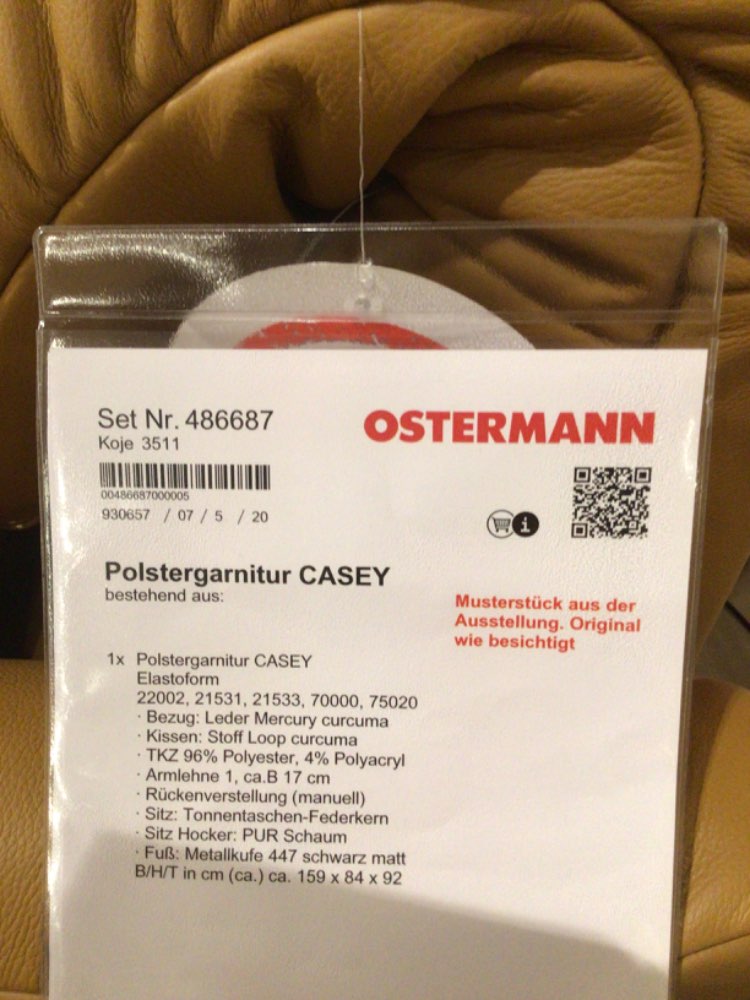 Set Nr. 486687
OSTERMANN
Koje 3511
00486687000005
930657 / 07 / 5 / 20
i
Polstergarnitur CASEY
bestehend aus:
Musterstück aus der
Ausstellung. Original
wie besichtigt
1x Polstergarnitur CASEY
Elastoform
22002, 21531, 21533, 70000, 75020
· Bezug: Leder Mercury curcuma
· Kissen: Stoff Loop curcuma
· TKZ 96% Polyester, 4% Polyacryl
· Armlehne 1, ca.B 17 cm
· Rückenverstellung (manuell)
· Sitz: Tonnentaschen-Federkern
· Sitz Hocker: PUR Schaum
· Fuß: Metallkufe 447 schwarz matt
B/H/T in cm (ca.) ca. 159 x 84 x 92